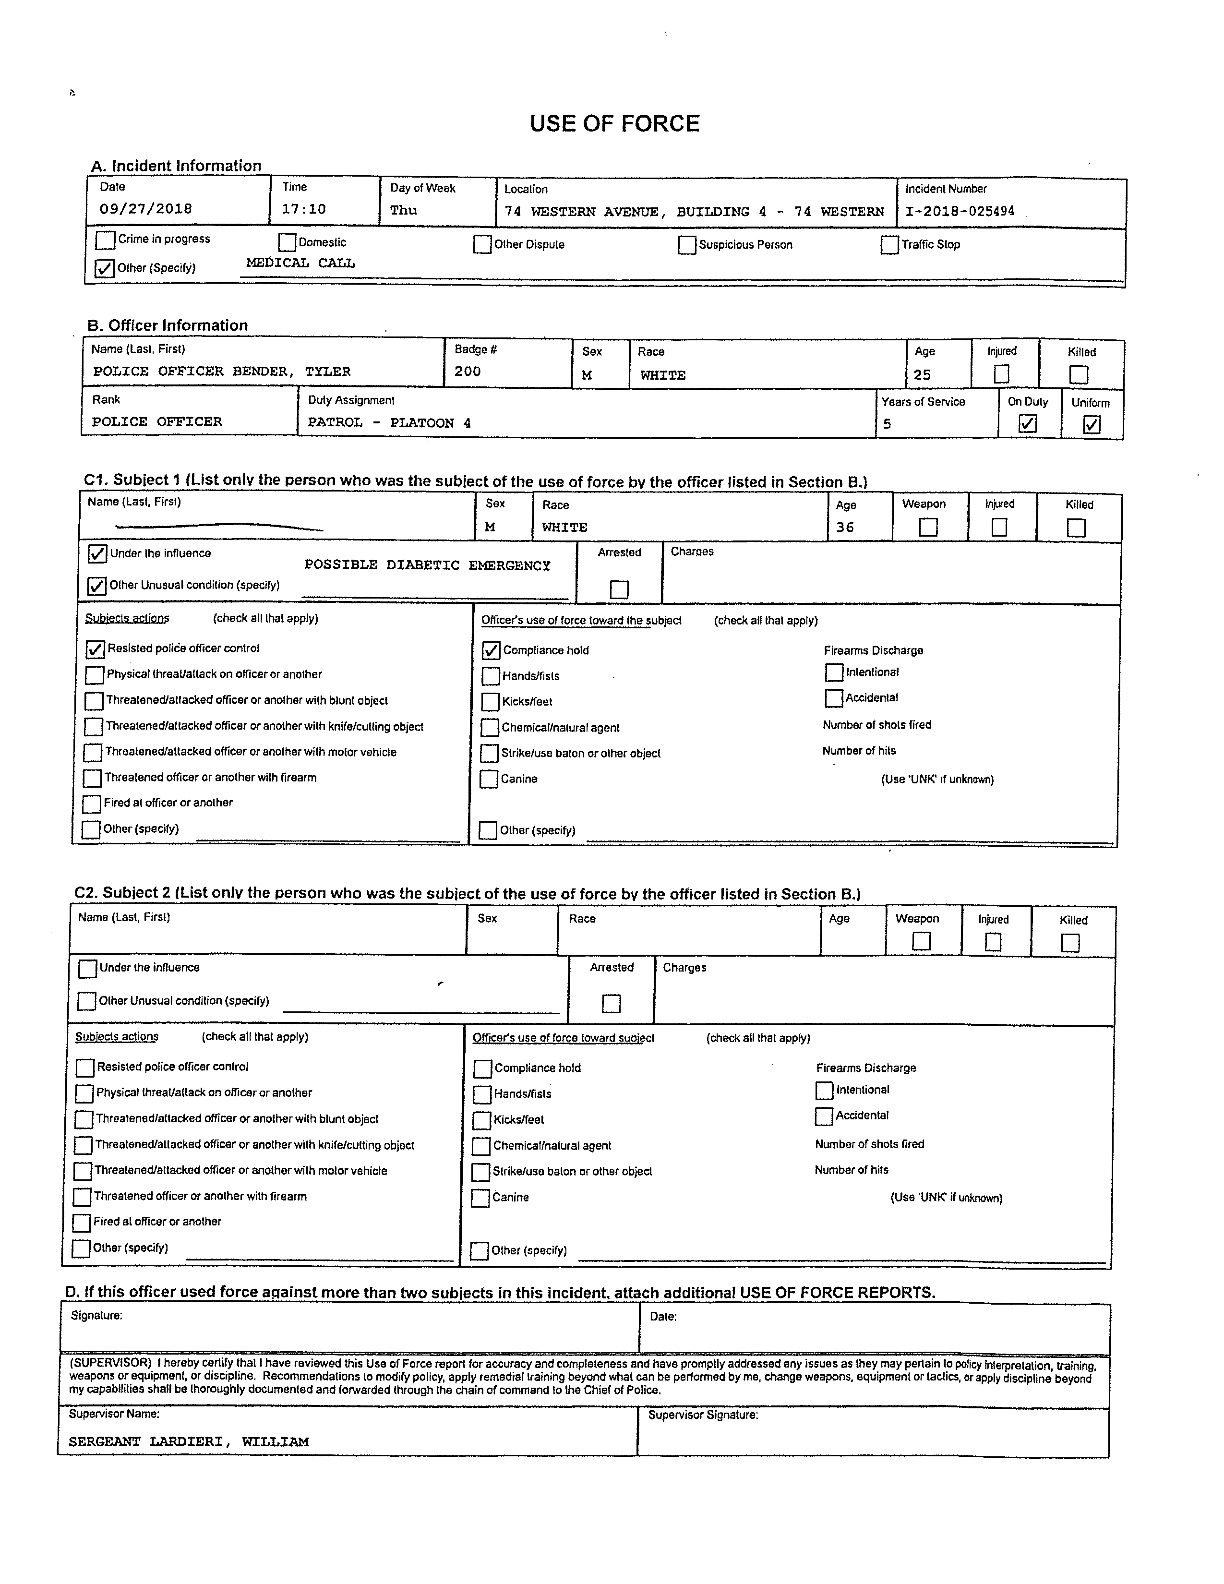 USE OF FORCE
A. Incident Information
Date Time Day of Week Location Incident Number
09/27/2018 17:10 Thu 74 WESTERN AVENUE, BUILDING 4 - 74 WESTERN I-2018-025494
Crime in progress Domestic Other Dispute Suspicious Person Traffic Stop
Other (Specify) MEDICAL CALL
B. Officer Information
Name (Last, First) Badge # Sex Race Age Injured Killed
POLICE OFFICER BENDER, TYLER 200 M WHITE 25
Rank Duty Assignment Years of Service On Duty Uniform
POLICE OFFICER PATROL - PLATOON 4 5
C1. Subject 1 (List only the person who was the subject of the use of force by the officer listed in Section B.)
Name (Last, First) Sex Race Age Weapon Injured Killed
M WHITE 36
Under the influence Arrested Charges
POSSIBLE DIABETIC EMERGENCY
Other Unusual condition (specify)
Subjects actions (check all that apply) Officer's use of force toward the subject (check all that apply)
Resisted police officer control Compliance hold Firearms Discharge
Physical threat/attack on officer or another Hands/fists Intentional
Threatened/attacked officer or another with blunt object Kicks/feet Accidental
Threatened/attacked officer or another with knife/cutting object Chemical/natural agent Number of shots fired
Threatened/attacked officer or another with motor vehicle Strike/use baton or other object Number of hits
Threatened officer or another with firearm Canine (Use 'UNK' if unknown)
Fired at officer or another
Other (specify) Other (specify)
C2. Subject 2 (List only the person who was the subject of the use of force by the officer listed in Section B.)
Name (Last, First) Sex Race Age Weapon Injured Killed
Under the influence Arrested Charges
Other Unusual condition (specify)
Subjects actions (check all that apply) Officer's use of force toward subject (check all that apply)
Resisted police officer control Compliance hold Firearms Discharge
Physical threat/attack on officer or another Hands/fists Intentional
Threatened/attacked officer or another with blunt object Kicks/feet Accidental
Threatened/attacked officer or another with knife/cutting object Chemical/natural agent Number of shots fired
Threatened/attacked officer or another with motor vehicle Strike/use baton or other object Number of hits
Threatened officer or another with firearm Canine (Use 'UNK' if unknown)
Fired at officer or another
Other (specify) Other (specify)
D. If this officer used force against more than two subjects in this incident, attach additional USE OF FORCE REPORTS.
Signature: Date:
(SUPERVISOR) I hereby certify that I have reviewed this Use of Force report for accuracy and completeness and have promptly addressed any issues as they may pertain to policy interpretation, training,
weapons or equipment, or discipline. Recommendations to modify policy, apply remedial training beyond what can be performed by me, change weapons, equipment or tactics, or apply discipline beyond
my capabilities shall be thoroughly documented and forwarded through the chain of command to the Chief of Police.
Supervisor Name: Supervisor Signature:
SERGEANT LARDIERI, WILLIAM